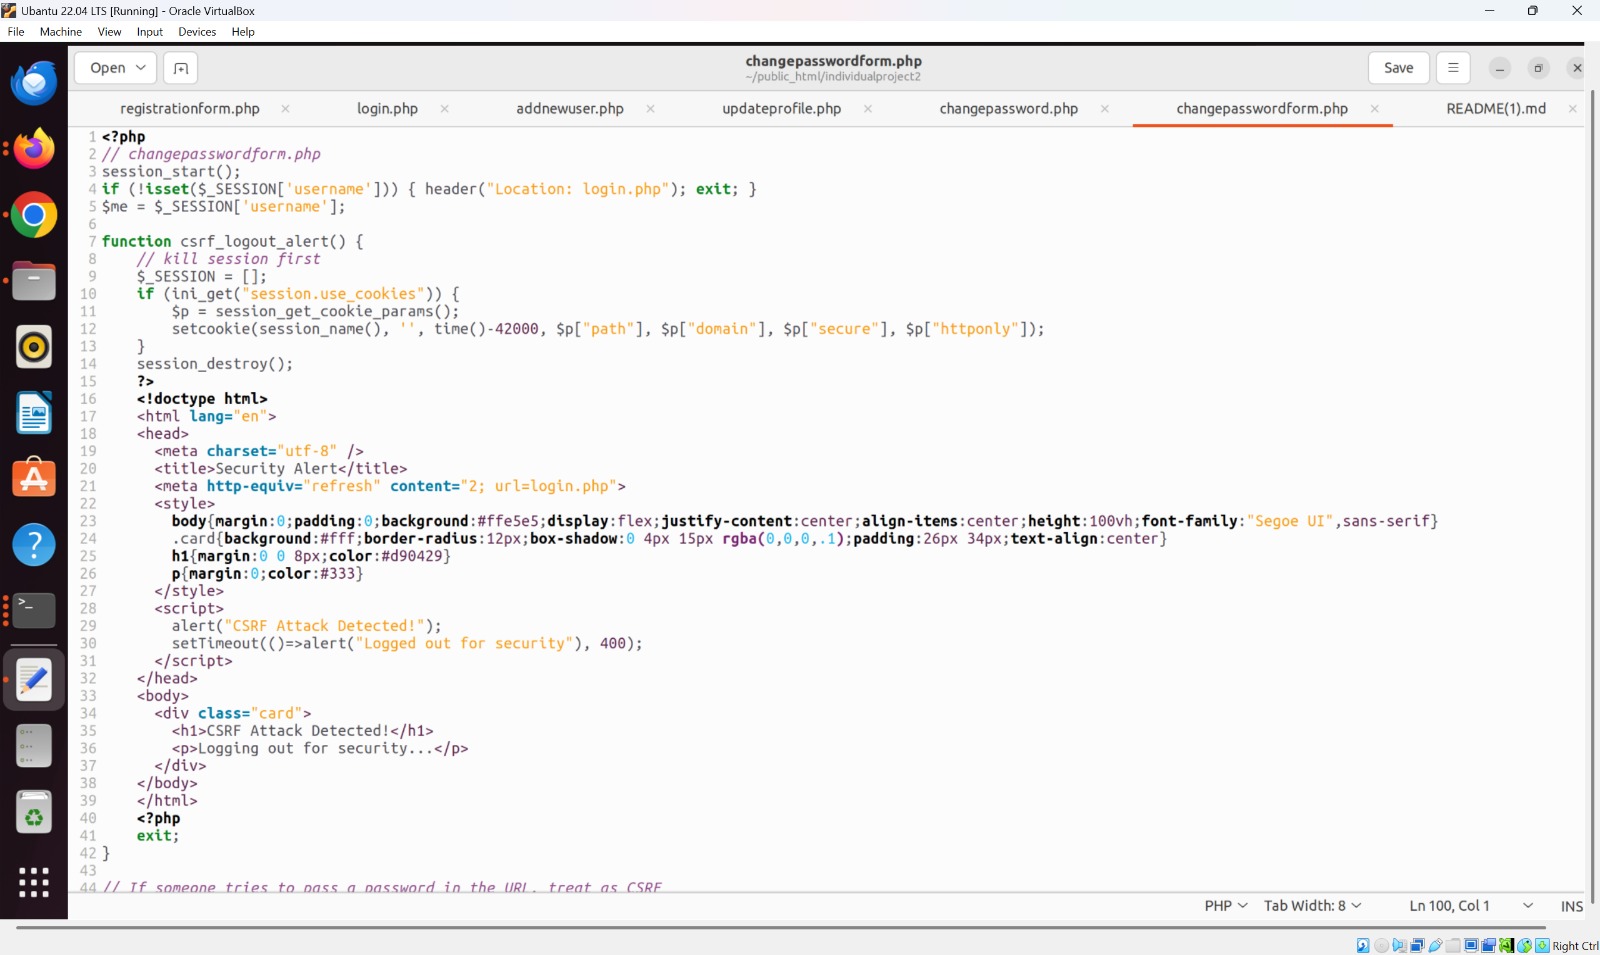 Ubantu 22.04 LTS [Running] - Oracle VirtualBox
File Machine View Input Devices Help
Open
changepasswordform.php
~/public_html/individualproject2
Save
registrationform.php login.php addnewuser.php updateprofile.php changepassword.php changepasswordform.php README(1).md
1 <?php
2 // changepasswordform.php
3 session_start();
4 if (!isset($_SESSION['username'])) { header("Location: login.php"); exit; }
5 $me = $_SESSION['username'];
6
7 function csrf_logout_alert() {
8     // kill session first
9     $_SESSION = [];
10     if (ini_get("session.use_cookies")) {
11         $p = session_get_cookie_params();
12         setcookie(session_name(), '', time()-42000, $p["path"], $p["domain"], $p["secure"], $p["httponly"]);
13     }
14     session_destroy();
15     ?>
16     <!doctype html>
17     <html lang="en">
18     <head>
19       <meta charset="utf-8" />
20       <title>Security Alert</title>
21       <meta http-equiv="refresh" content="2; url=login.php">
22       <style>
23         body{margin:0;padding:0;background:#ffe5e5;display:flex;justify-content:center;align-items:center;height:100vh;font-family:"Segoe UI",sans-serif}
24         .card{background:#fff;border-radius:12px;box-shadow:0 4px 15px rgba(0,0,0,.1);padding:26px 34px;text-align:center}
25         h1{margin:0 0 8px;color:#d90429}
26         p{margin:0;color:#333}
27       </style>
28       <script>
29         alert("CSRF Attack Detected!");
30         setTimeout(()=>alert("Logged out for security"), 400);
31       </script>
32     </head>
33     <body>
34       <div class="card">
35         <h1>CSRF Attack Detected!</h1>
36         <p>Logging out for security...</p>
37       </div>
38     </body>
39     </html>
40     <?php
41     exit;
42 }
43
44 // If someone tries to pass a password in the URL, treat as CSRF
PHP Tab Width: 8 Ln 100, Col 1 INS
Right Ctrl